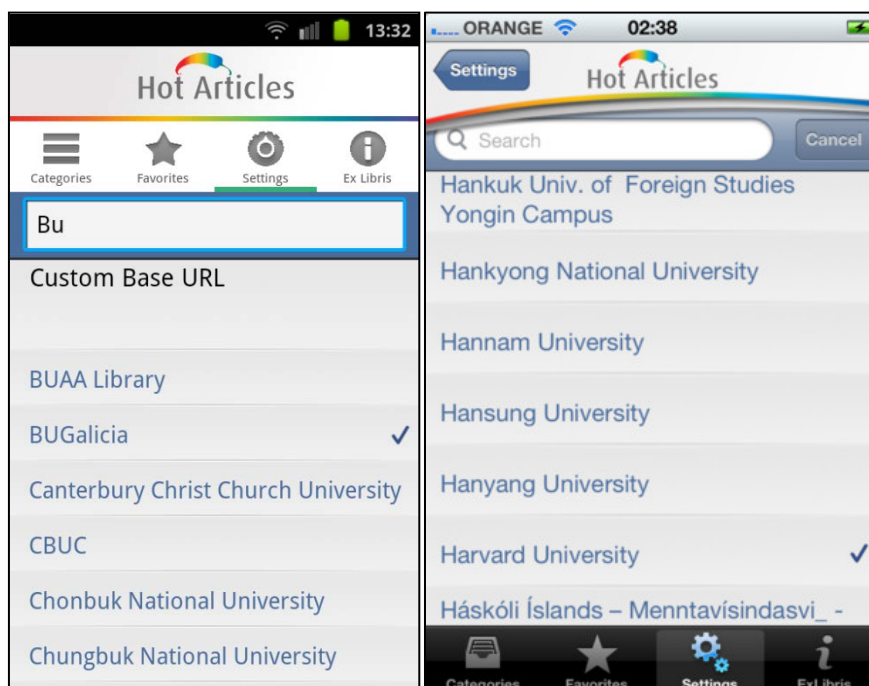 13:32
Hot Articles
Categories Favorites Settings Ex Libris
Bu
Custom Base URL
BUAA Library
BUGalicia
Canterbury Christ Church University
CBUC
Chonbuk National University
Chungbuk National University
..... ORANGE 02:38
Settings
Hot Articles
Search Cancel
Hankuk Univ. of Foreign Studies
Yongin Campus
Hankyong National University
Hannam University
Hansung University
Hanyang University
Harvard University
Háskóli Íslands – Menntavísindasvi_ -
Categories Favorites Settings ExLibris